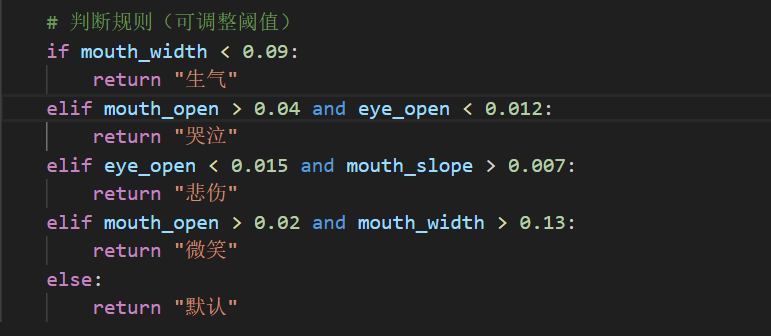 # 判断规则（可调整阈值）
if mouth_width < 0.09:
    return "生气"
elif mouth_open > 0.04 and eye_open < 0.012:
    return "哭泣"
elif eye_open < 0.015 and mouth_slope > 0.007:
    return "悲伤"
elif mouth_open > 0.02 and mouth_width > 0.13:
    return "微笑"
else:
    return "默认"